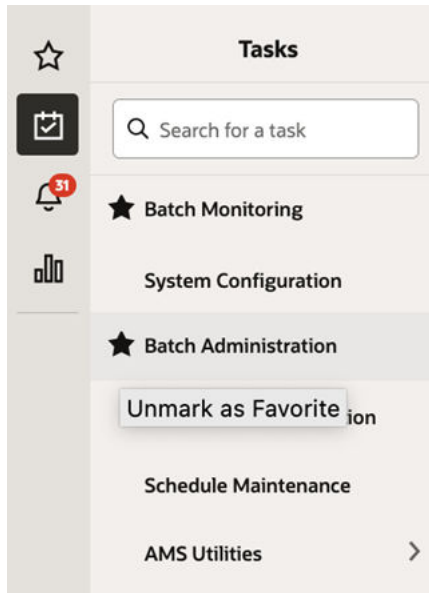 Tasks
Search for a task
31
Batch Monitoring
System Configuration
Batch Administration
Unmark as Favorite
Schedule Maintenance
AMS Utilities